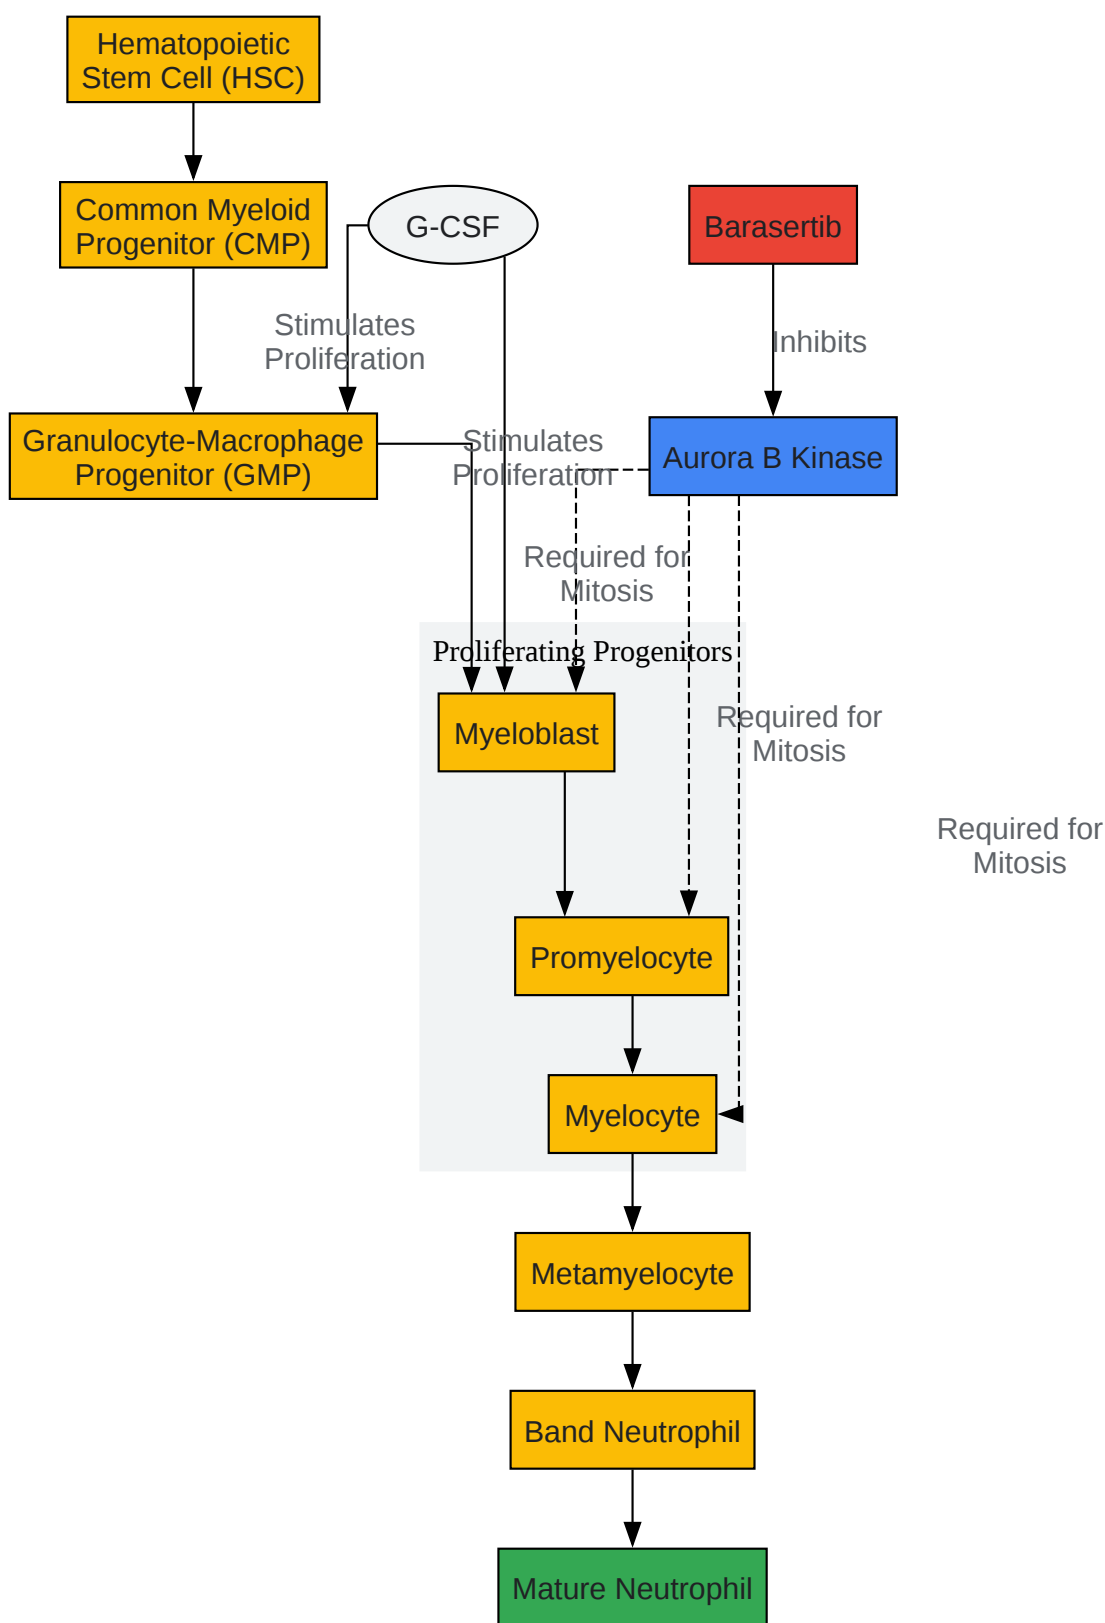 Hematopoietic
Stem Cell (HSC)
Common Myeloid
Progenitor (CMP)
G-CSF
Barasertib
Stimulates
Proliferation
Inhibits
Granulocyte-Macrophage
Progenitor (GMP)
Stimulates
Proliferation
Aurora B Kinase
Required for
Mitosis
Proliferating Progenitors
Myeloblast
Required for
Mitosis
Required for
Mitosis
Promyelocyte
Myelocyte
Metamyelocyte
Band Neutrophil
Mature Neutrophil